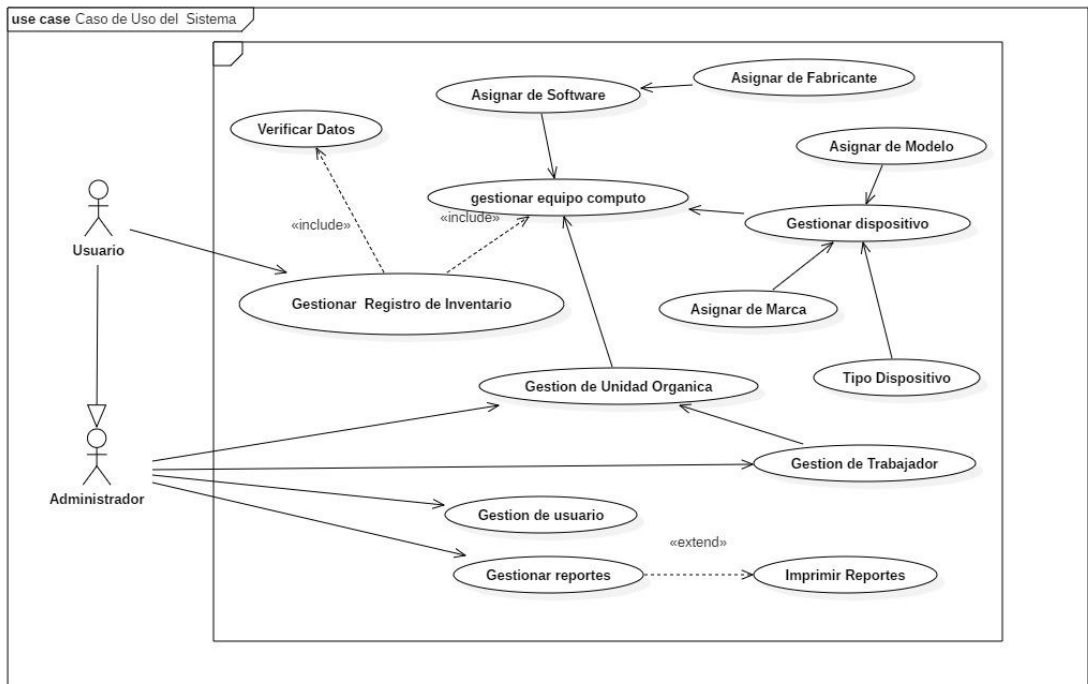 use case Caso de Uso del Sistema
Asignar de Fabricante
Asignar de Software
Verificar Datos
Asignar de Modelo
gestionar equipo computo
«include»
«include»
Gestionar dispositivo
Usuario
Gestionar Registro de Inventario
Asignar de Marca
Gestion de Unidad Organica
Tipo Dispositivo
Gestion de Trabajador
Administrador
Gestion de usuario
«extend»
Gestionar reportes
Imprimir Reportes